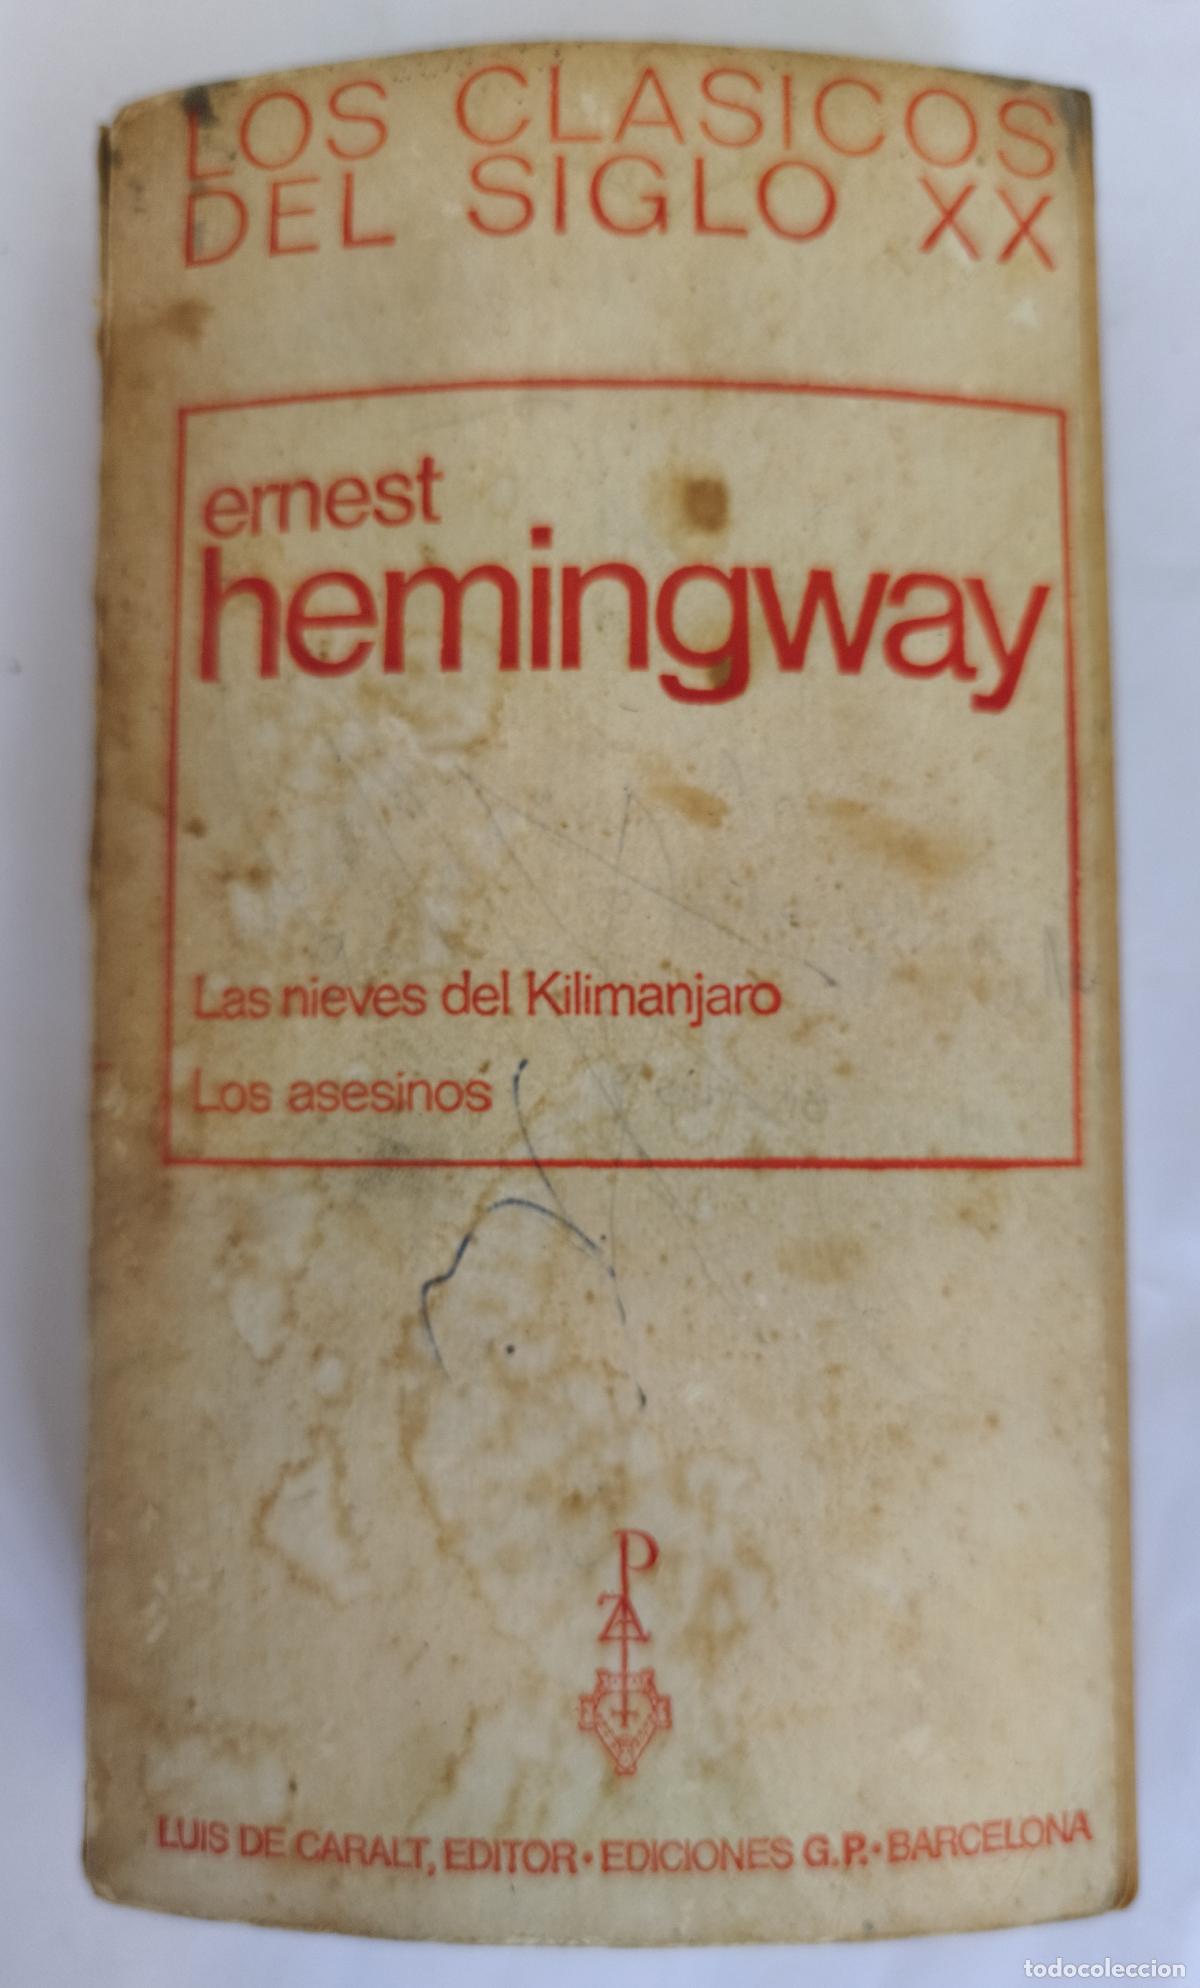 LOS CLASICOS
DEL SIGLO XX
ernest
hemingway
Las nieves del Kilimanjaro
Los asesinos
LUIS DE CARALT, EDITOR · EDICIONES G.P. · BARCELONA
todocoleccion